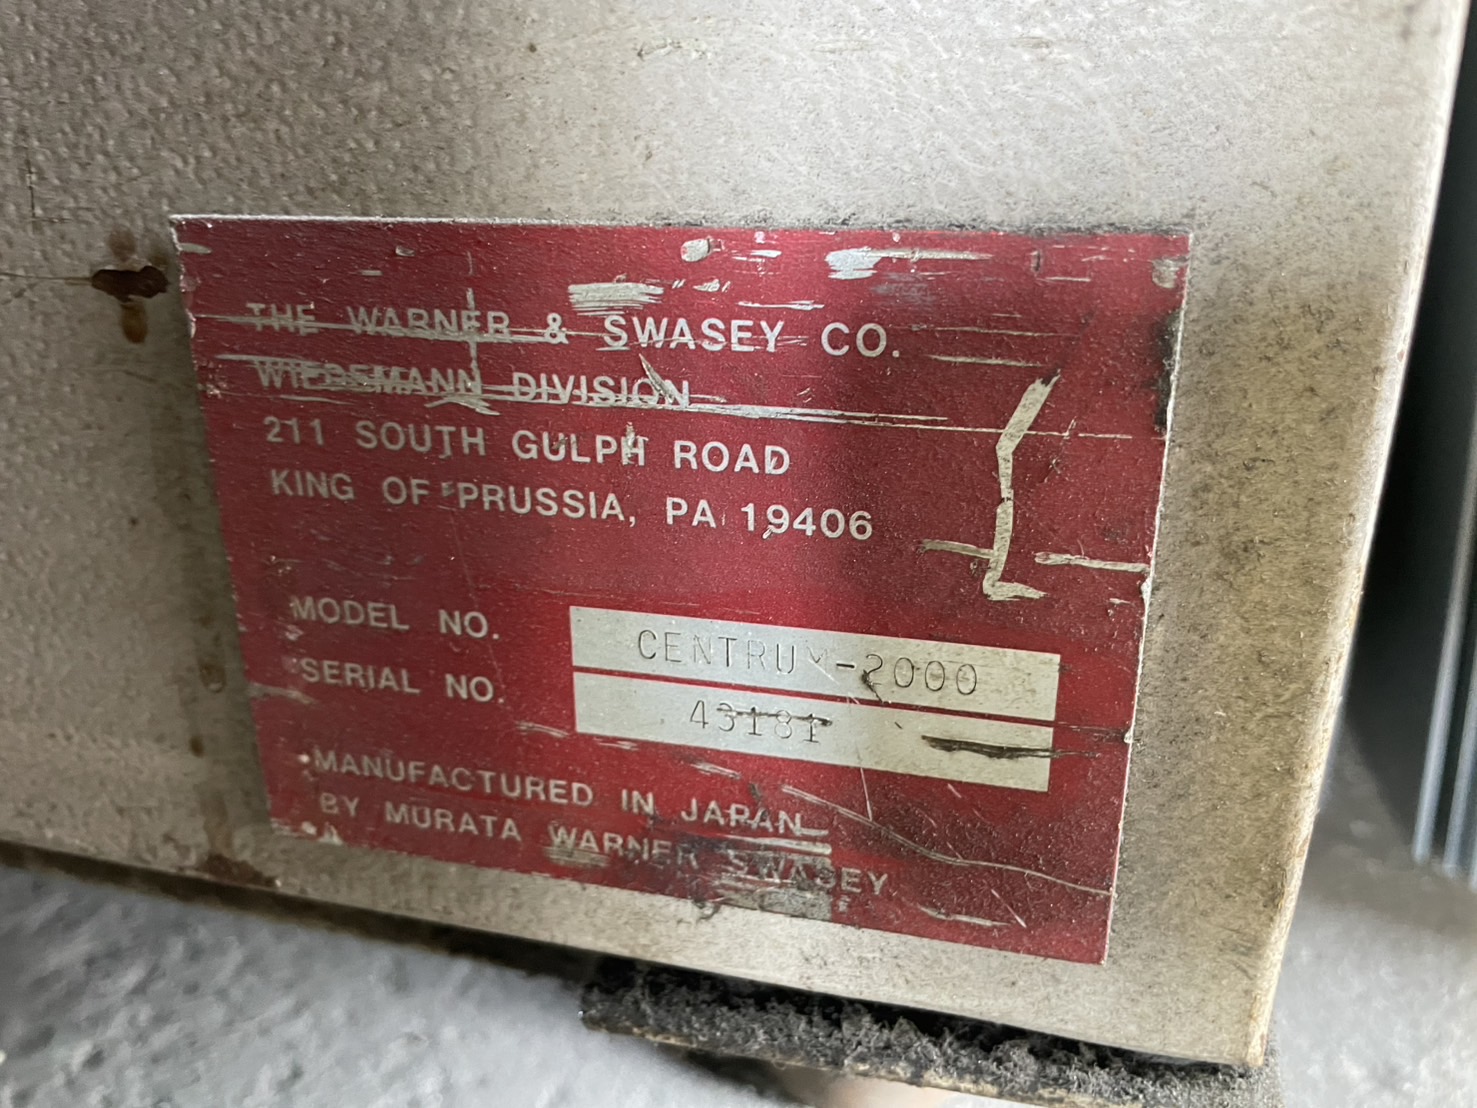 THE WARNER & SWASEY CO.
WIEDEMANN DIVISION
211 SOUTH GULPH ROAD
KING OF PRUSSIA, PA 19406
MODEL NO. CENTRUM-2000
SERIAL NO. 43181
MANUFACTURED IN JAPAN
BY MURATA WARNER SWASEY.